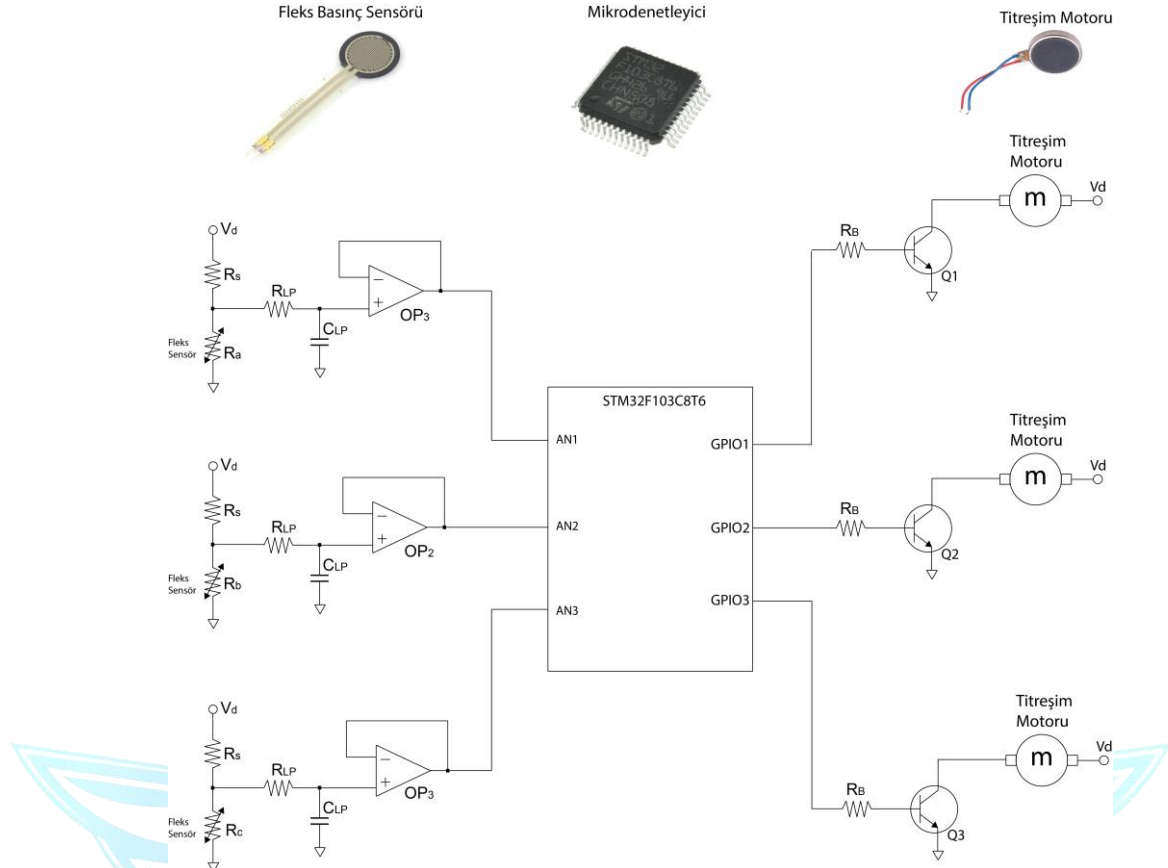 Fleks Basınç Sensörü
Mikrodenetleyici
Titreşim Motoru
Titreşim
Motoru
m
Vd
RB
Q1
Vd
Rs
RLP
CLP
OP3
Fleks
Sensör
Ra
STM32F103C8T6
AN1
GPIO1
Titreşim
Motoru
m
Vd
RB
Q2
Vd
Rs
RLP
CLP
OP2
Fleks
Sensör
Rb
AN2
GPIO2
AN3
GPIO3
Titreşim
Motoru
m
Vd
RB
Q3
Vd
Rs
RLP
CLP
OP3
Fleks
Sensör
Rc